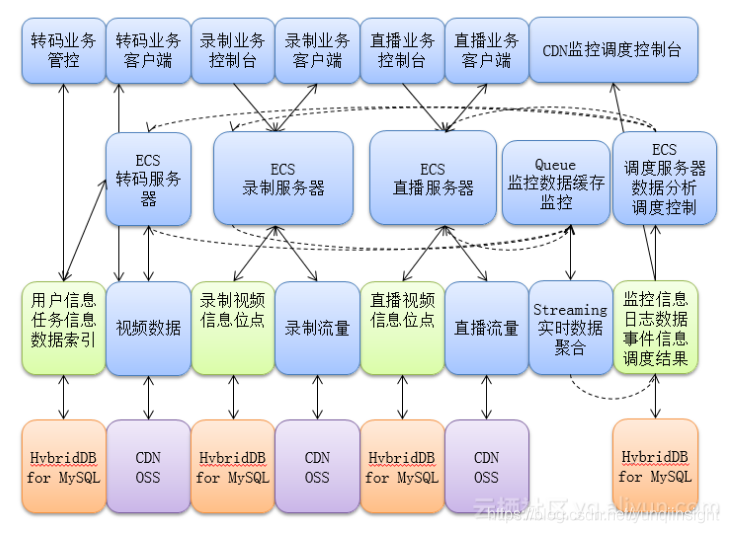 转码业务
管控
转码业务
客户端
录制业务
控制台
录制业务
客户端
直播业务
控制台
直播业务
客户端
CDN监控调度控制台
ECS
转码服务
器
ECS
录制服务器
ECS
直播服务器
Queue
监控数据缓存
监控
ECS
调度服务器
数据分析
调度控制
用户信息
任务信息
数据索引
视频数据
录制视频
信息位点
录制流量
直播视频
信息位点
直播流量
Streaming
实时数据
聚合
监控信息
日志数据
事件信息
调度结果
HybridDB
for MySQL
CDN
OSS
HybridDB
for MySQL
CDN
OSS
HybridDB
for MySQL
CDN
OSS
HybridDB
for MySQL
云栖社区 yq.aliyun.com
https://blog.csdn.net/yunqiinsight